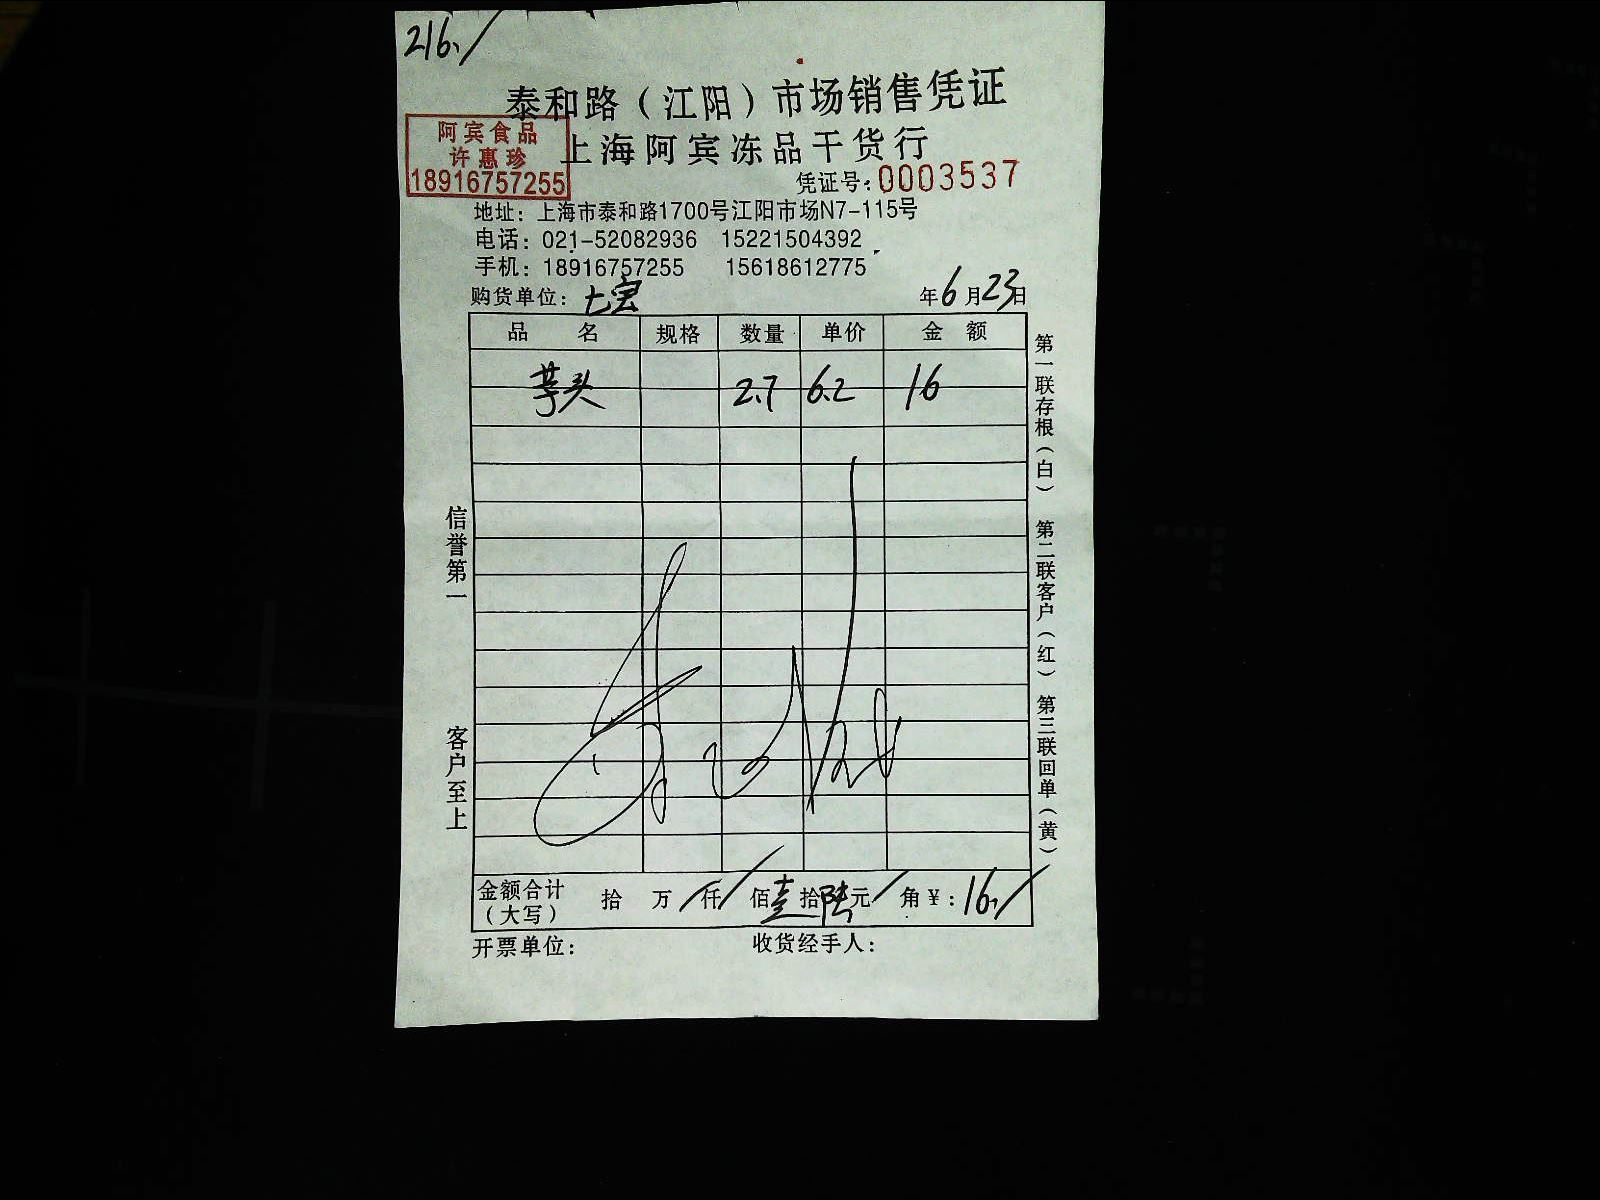 216.
泰和路（江阳）市场销售凭证
上海阿宾冻品干货行
阿宾食品
许惠珍
18916757255
凭证号：0003537
地址：上海市泰和路1700号江阳市场N7-115号
电话：021-52082936 15221504392
手机：18916757255 15618612775
购货单位：七宝 年6月23日
品 名 规格 数量 单价 金 额
芋头 2.7 6.2 16
信誉第一 客户至上
第一联存根（白） 第二联客户（红） 第三联回单（黄）
金额合计（大写） 拾 万 仟 佰 壹 拾 陆 元 角 ¥：16.
开票单位： 收货经手人：